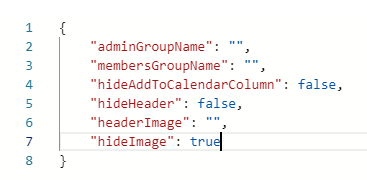 1 {
2 "adminGroupName": "",
3 "membersGroupName": "",
4 "hideAddToCalendarColumn": false,
5 "hideHeader": false,
6 "headerImage": "",
7 "hideImage": true
8 }